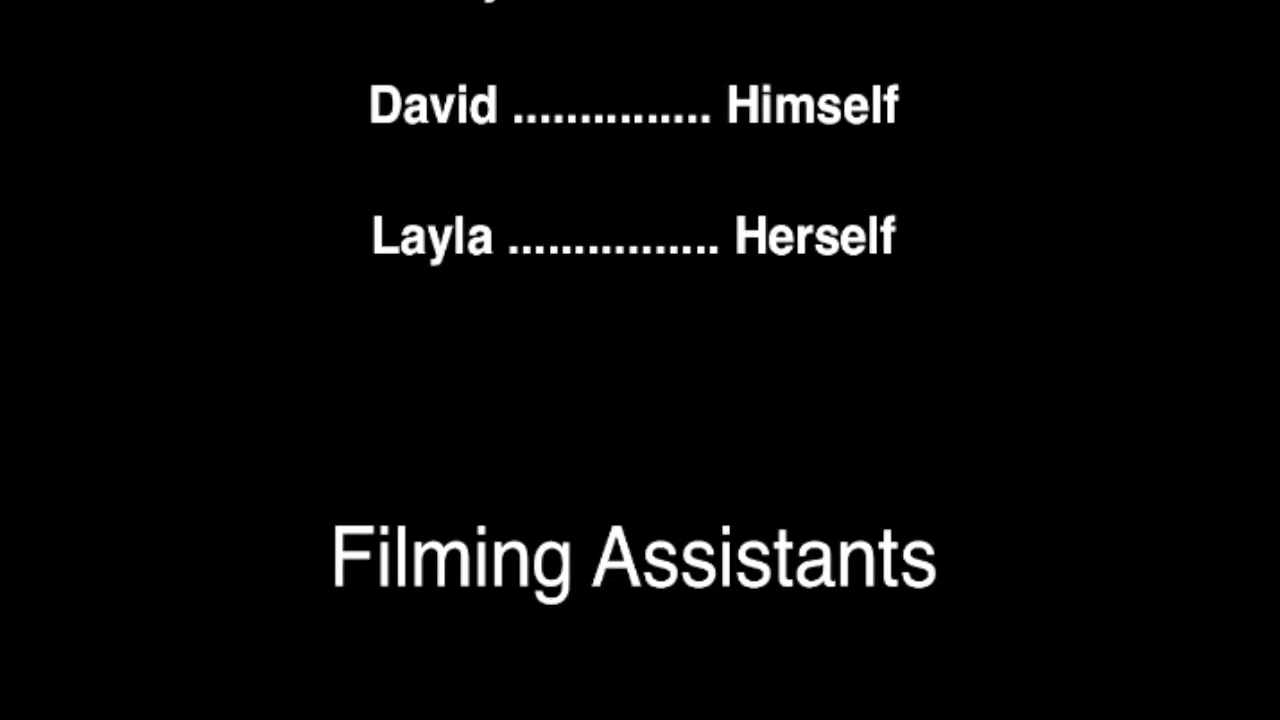 David ............... Himself
Layla ................ Herself
Filming Assistants